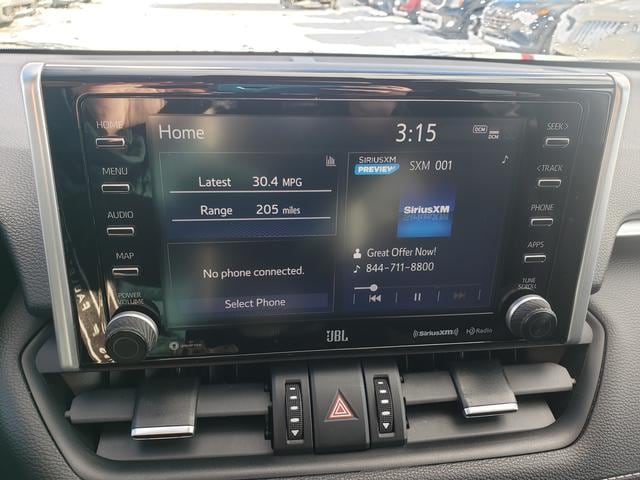 HOME
MENU
AUDIO
MAP
POWER
VOLUME
Home
3:15
DCM
DCM
Latest 30.4 MPG
Range 205 miles
No phone connected.
Select Phone
SIRIUSXM
PREVIEW
SXM 001
SiriusXM
Great Offer Now!
844-711-8800
SEEK>
<TRACK
PHONE
APPS
TUNE
SCROLL
JBL
SiriusXM
HD Radio